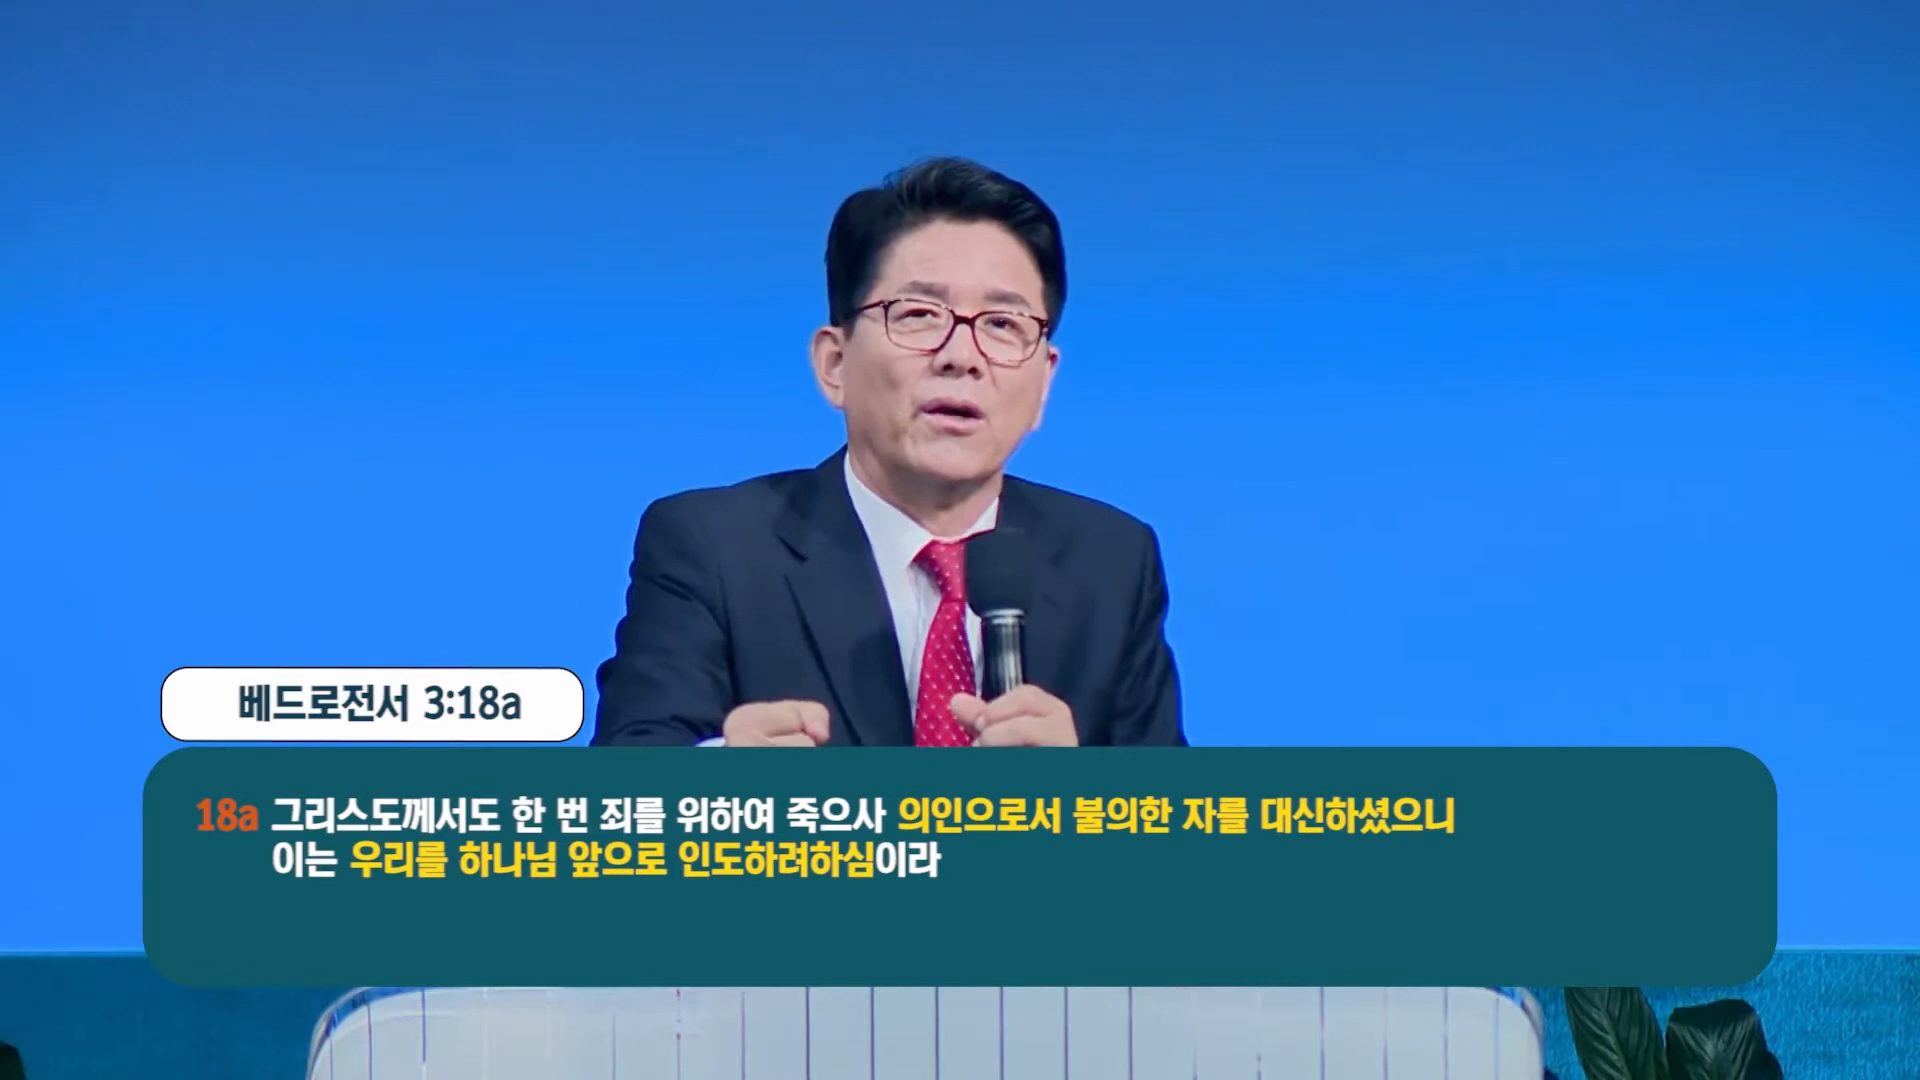 베드로전서 3:18a
18a 그리스도께서도 한 번 죄를 위하여 죽으사 의인으로서 불의한 자를 대신하셨으니
이는 우리를 하나님 앞으로 인도하려하심이라